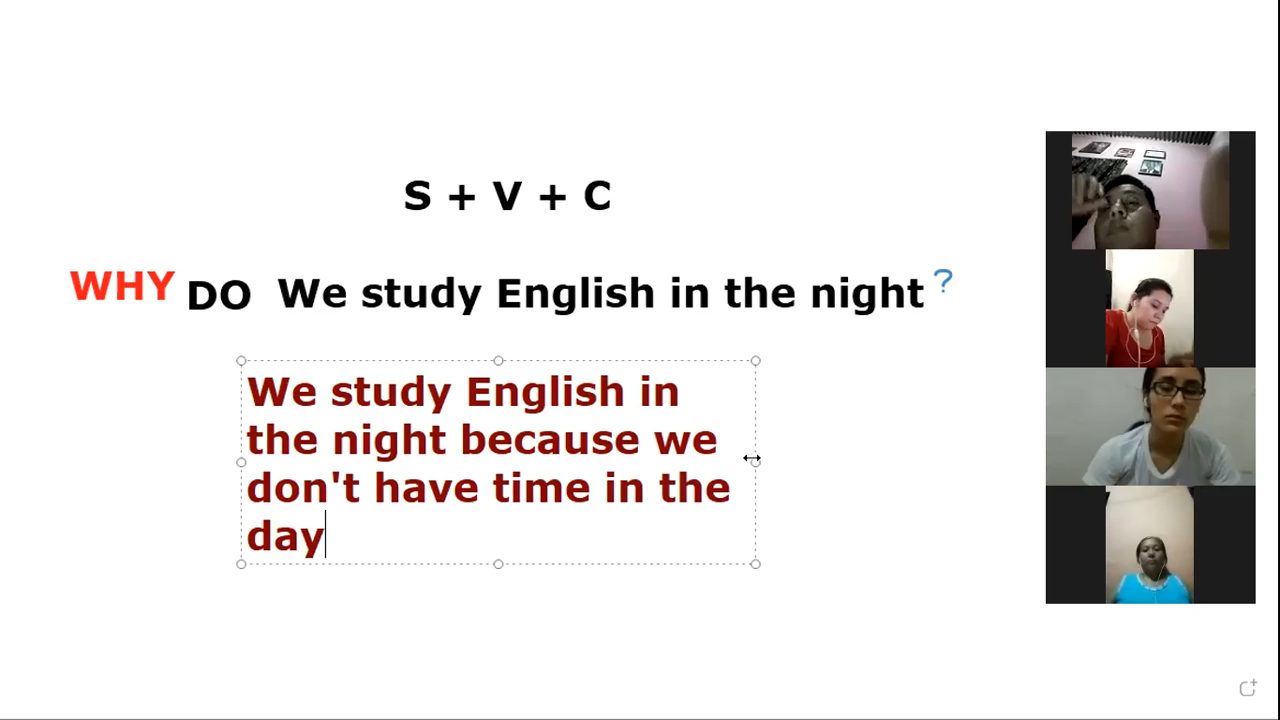 S + V + C
WHY DO We study English in the night ?
We study English in
the night because we
don't have time in the
day